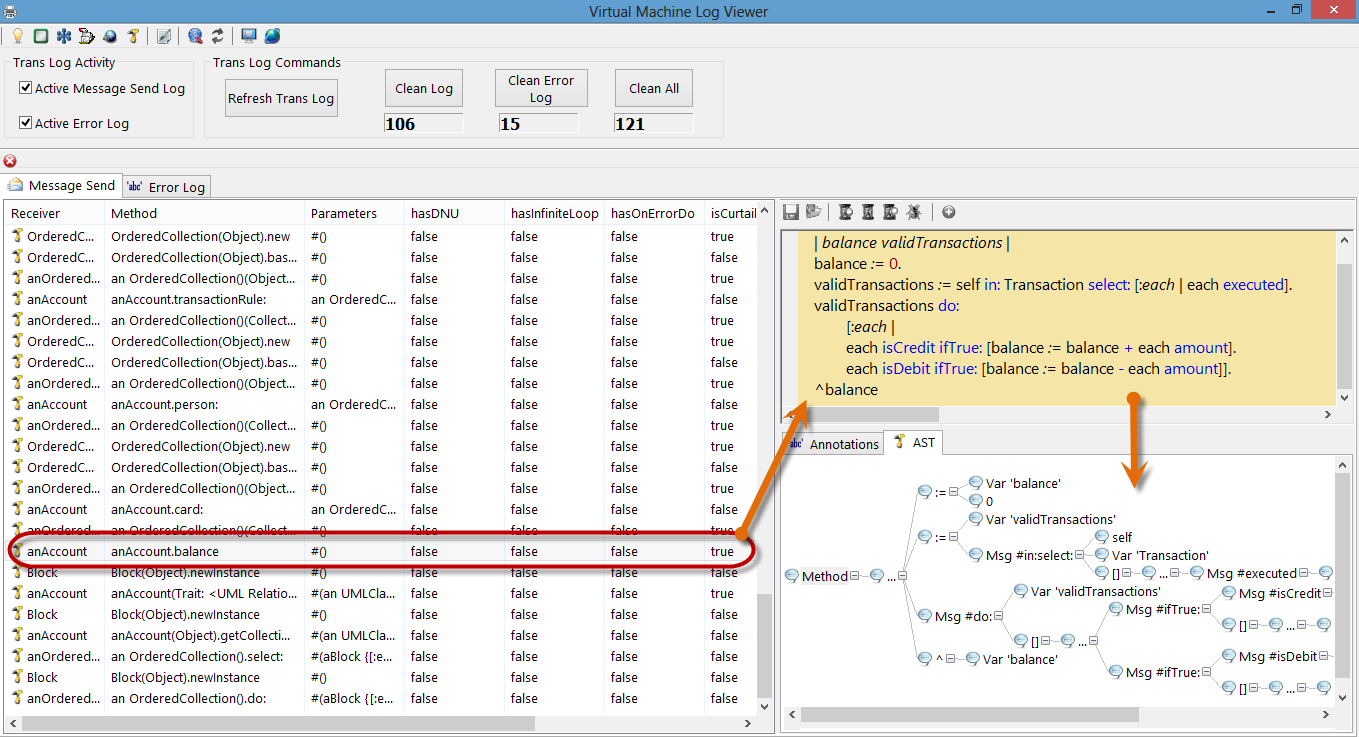 Virtual Machine Log Viewer
Trans Log Activity
Trans Log Commands
Active Message Send Log
Refresh Trans Log
Clean Log
Clean Error
Log
Clean All
Active Error Log
106
15
121
Message Send
'abc' Error Log
Receiver Method Parameters hasDNU hasInfiniteLoop hasOnErrorDo isCurtail
OrderedC... OrderedCollection(Object).new #() false false false true
OrderedC... OrderedCollection(Object).bas... #() false false false false
anOrdered... an OrderedCollection()(Object... #() false false false true
anAccount anAccount.transactionRule: an OrderedC... false false false false
anOrdered... an OrderedCollection()(Collect... #() false false false true
OrderedC... OrderedCollection(Object).new #() false false false true
OrderedC... OrderedCollection(Object).bas... #() false false false false
anOrdered... an OrderedCollection()(Object... #() false false false true
anAccount anAccount.person: an OrderedC... false false false false
anOrdered... an OrderedCollection()(Collect... #() false false false true
OrderedC... OrderedCollection(Object).new #() false false false true
OrderedC... OrderedCollection(Object).bas... #() false false false false
anOrdered... an OrderedCollection()(Object... #() false false false true
anAccount anAccount.card: an OrderedC... false false false false
anOrdered... an OrderedCollection()(Collect... #() false false false true
anAccount anAccount.balance #() false false false true
Block Block(Object).newInstance #() false false false false
anAccount anAccount(Trait: <UML Relatio... #(an UMLCla... false false false true
Block Block(Object).newInstance #() false false false false
anAccount anAccount(Object).getCollecti... #(an UMLCla... false false false false
anOrdered... an OrderedCollection().select: #(aBlock {[:e... false false false false
Block Block(Object).newInstance #() false false false false
anOrdered... an OrderedCollection().do: #(aBlock {[:e... false false false false
| balance validTransactions |
balance := 0.
validTransactions := self in: Transaction select: [:each | each executed].
validTransactions do:
[:each |
each isCredit ifTrue: [balance := balance + each amount].
each isDebit ifTrue: [balance := balance - each amount]].
^balance
abc' Annotations
AST
Var 'balance'
:=
0
Var 'validTransactions'
:=
self
Msg #in:select:
Var 'Transaction'
[] ... Msg #executed
Method ...
Var 'validTransactions'
Msg #isCredit
Msg #ifTrue:
Msg #do:
[] ...
[] ...
^ Var 'balance'
Msg #isDebit
Msg #ifTrue:
[] ...